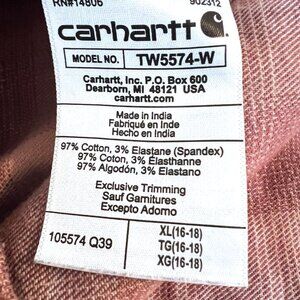 RN#14806 902312
carhartt
MODEL NO. TW5574-W
Carhartt, Inc. P.O. Box 600
Dearborn, MI 48121 USA
carhartt.com
Made in India
Fabriqué en Inde
Hecho en India
97% Cotton, 3% Elastane (Spandex)
97% Coton, 3% Élasthanne
97% Algodón, 3% Elastano
Exclusive Trimming
Sauf Garnitures
Excepto Adorno
105574 Q39
XL(16-18)
TG(16-18)
XG(16-18)